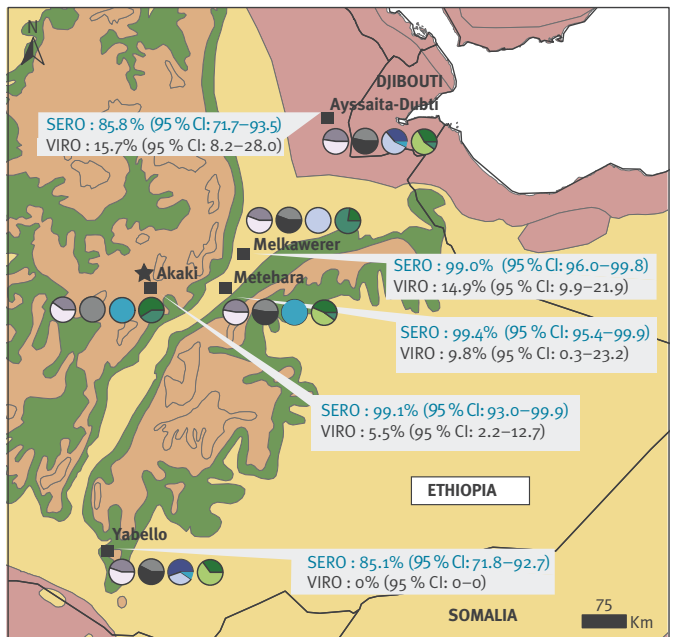 N
DJIBOUTI
Ayssaita-Dubti
SERO : 85.8 % (95 % CI: 71.7–93.5)
VIRO : 15.7% (95 % CI: 8.2–28.0)
Melkawerer
SERO : 99.0% (95 % CI: 96.0–99.8)
VIRO : 14.9% (95 % CI: 9.9–21.9)
Akaki
Metehara
SERO : 99.4% (95 % CI: 95.4–99.9)
VIRO : 9.8% (95 % CI: 0.3–23.2)
SERO : 99.1% (95 % CI: 93.0–99.9)
VIRO : 5.5% (95 % CI: 2.2–12.7)
ETHIOPIA
Yabello
SERO : 85.1% (95 % CI: 71.8–92.7)
VIRO : 0% (95 % CI: 0–0)
SOMALIA
75
Km